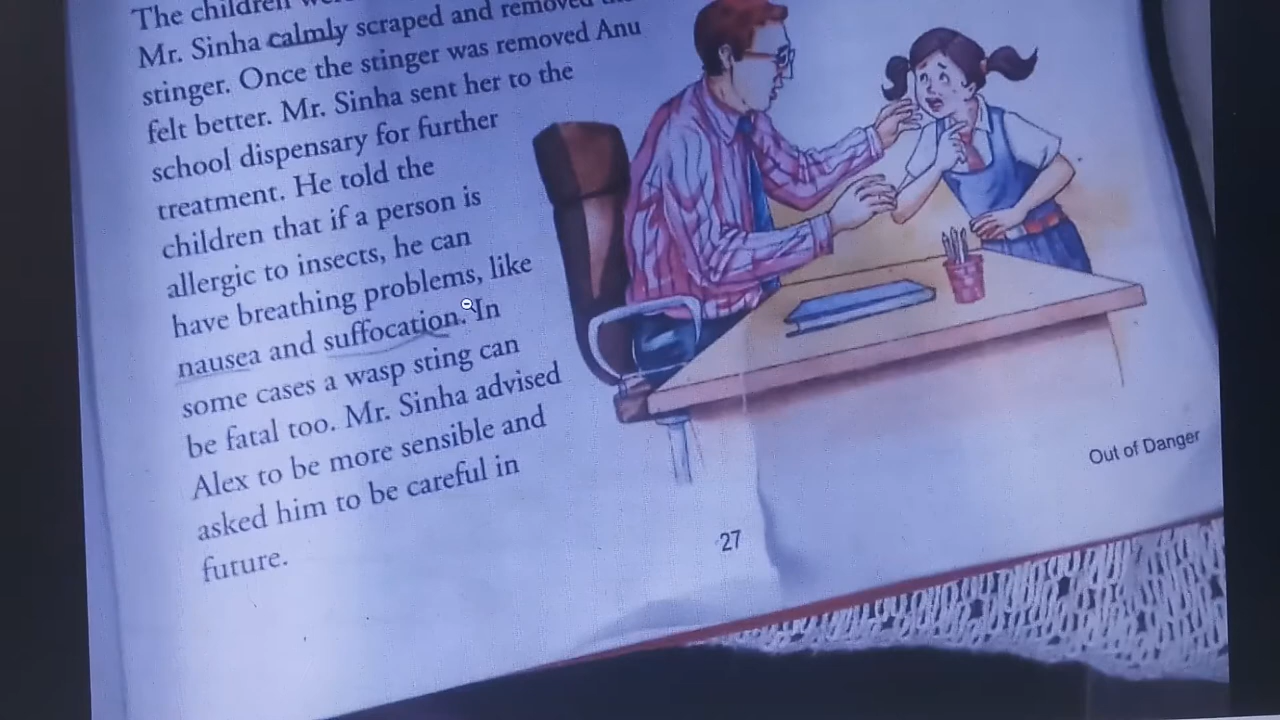 The children
Mr. Sinha calmly scraped and removed
stinger. Once the stinger was removed Anu
felt better. Mr. Sinha sent her to the
school dispensary for further
treatment. He told the
children that if a person is
allergic to insects, he can
have breathing problems, like
nausea and suffocation. In
some cases a wasp sting can
be fatal too. Mr. Sinha advised
Alex to be more sensible and
asked him to be careful in
future.
Out of Danger
27